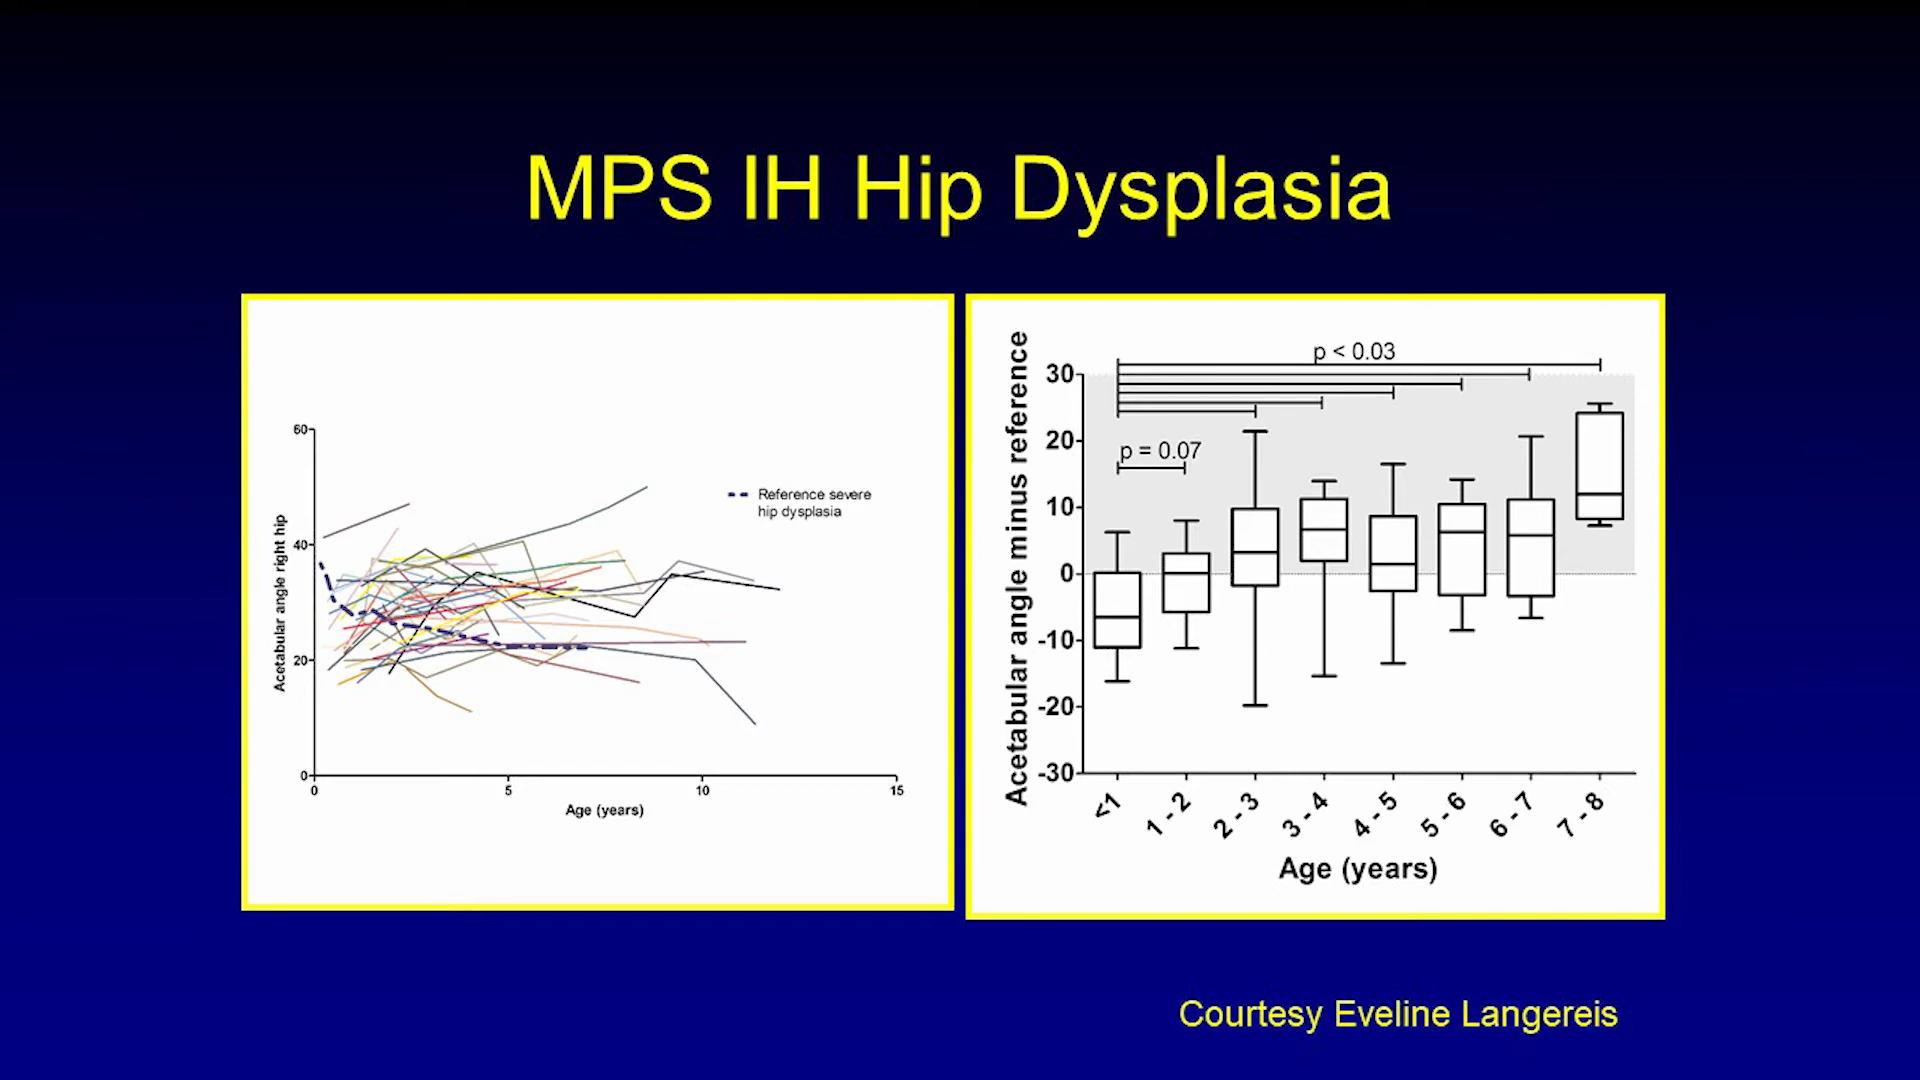 MPS IH Hip Dysplasia
60
40
20
0
0
5
10
15
Acetabular angle right hip
Age (years)
Reference severe
hip dysplasia
Acetabular angle minus reference
30
20
10
0
-10
-20
-30
p < 0.03
p = 0.07
<1
1 - 2
2 - 3
3 - 4
4 - 5
5 - 6
6 - 7
7 - 8
Age (years)
Courtesy Eveline Langereis